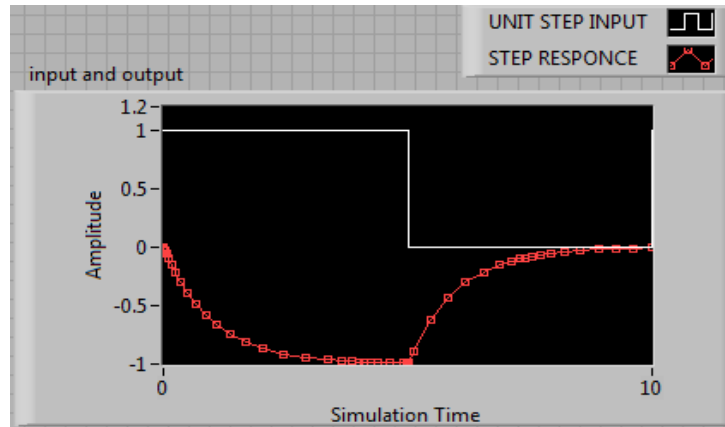 UNIT STEP INPUT
STEP RESPONCE
input and output
1.2
1
0.5
0
-0.5
-1
Amplitude
0
10
Simulation Time